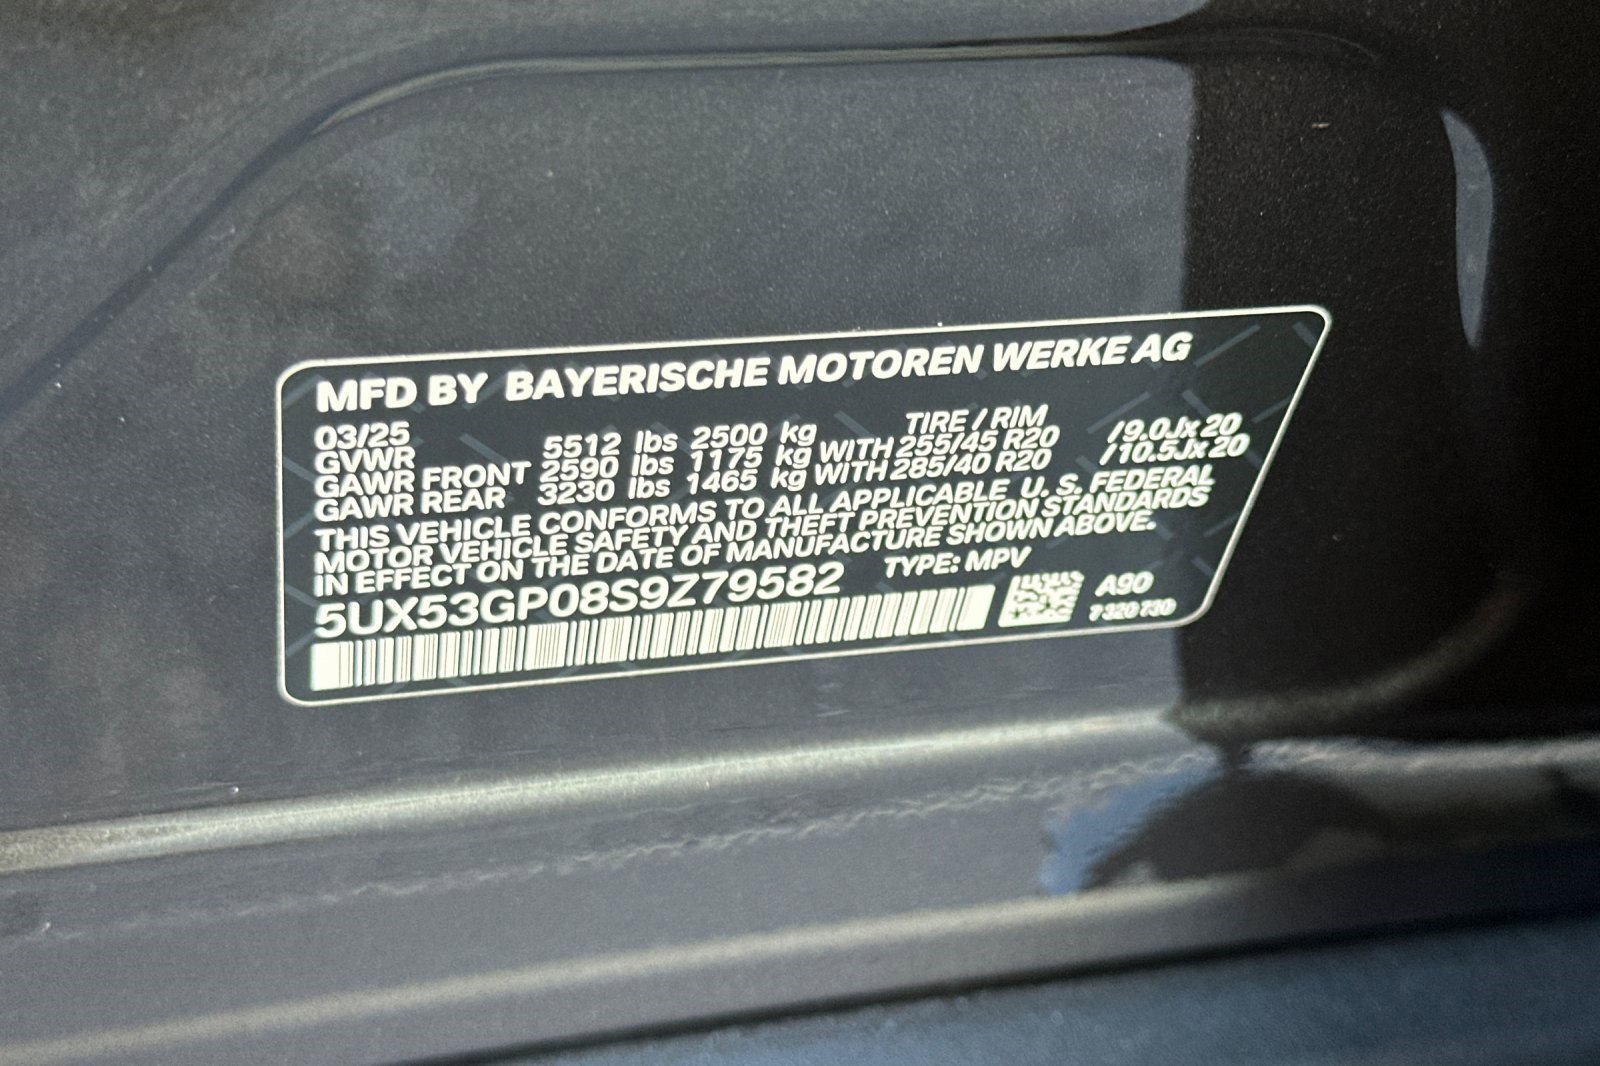 MFD BY BAYERISCHE MOTOREN WERKE AG
03/25 TIRE / RIM
GVWR 5512 lbs 2500 kg
GAWR FRONT 2590 lbs 1175 kg WITH 255/45 R20 /9.0Jx20
GAWR REAR 3230 lbs 1465 kg WITH 285/40 R20 /10.5Jx20
THIS VEHICLE CONFORMS TO ALL APPLICABLE U. S. FEDERAL
MOTOR VEHICLE SAFETY AND THEFT PREVENTION STANDARDS
IN EFFECT ON THE DATE OF MANUFACTURE SHOWN ABOVE.
5UX53GP08S9Z79582 TYPE: MPV
A90
7320730